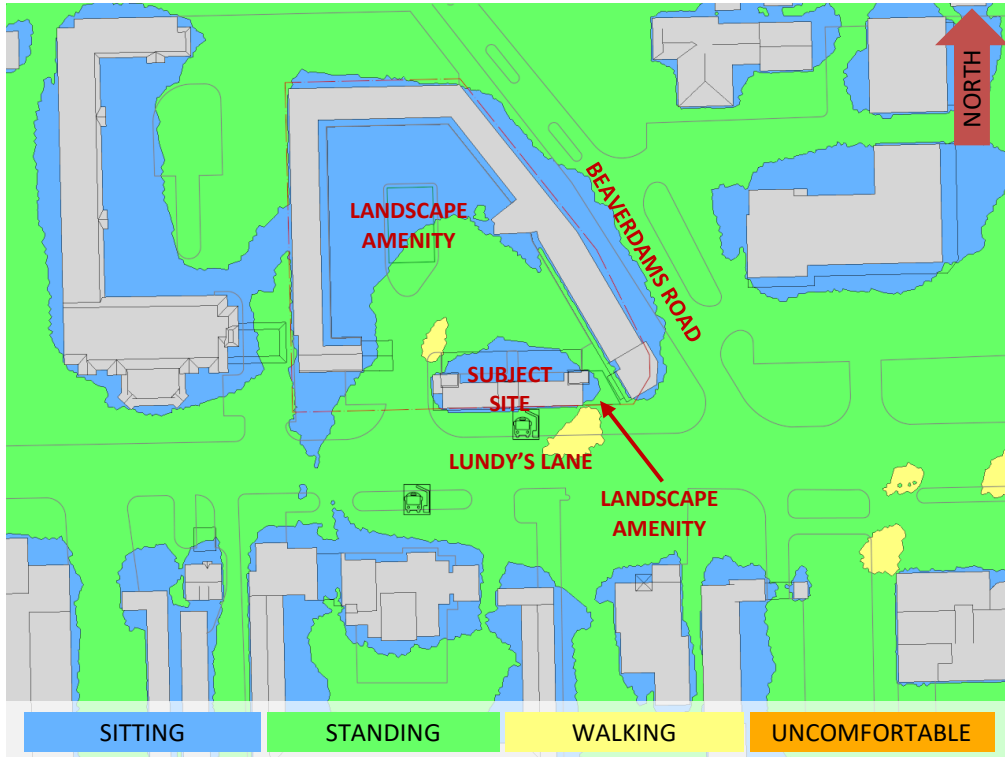 NORTH
BEAVERDAMS ROAD
LANDSCAPE
AMENITY
SUBJECT
SITE
LUNDY'S LANE
LANDSCAPE
AMENITY
SITTING
STANDING
WALKING
UNCOMFORTABLE